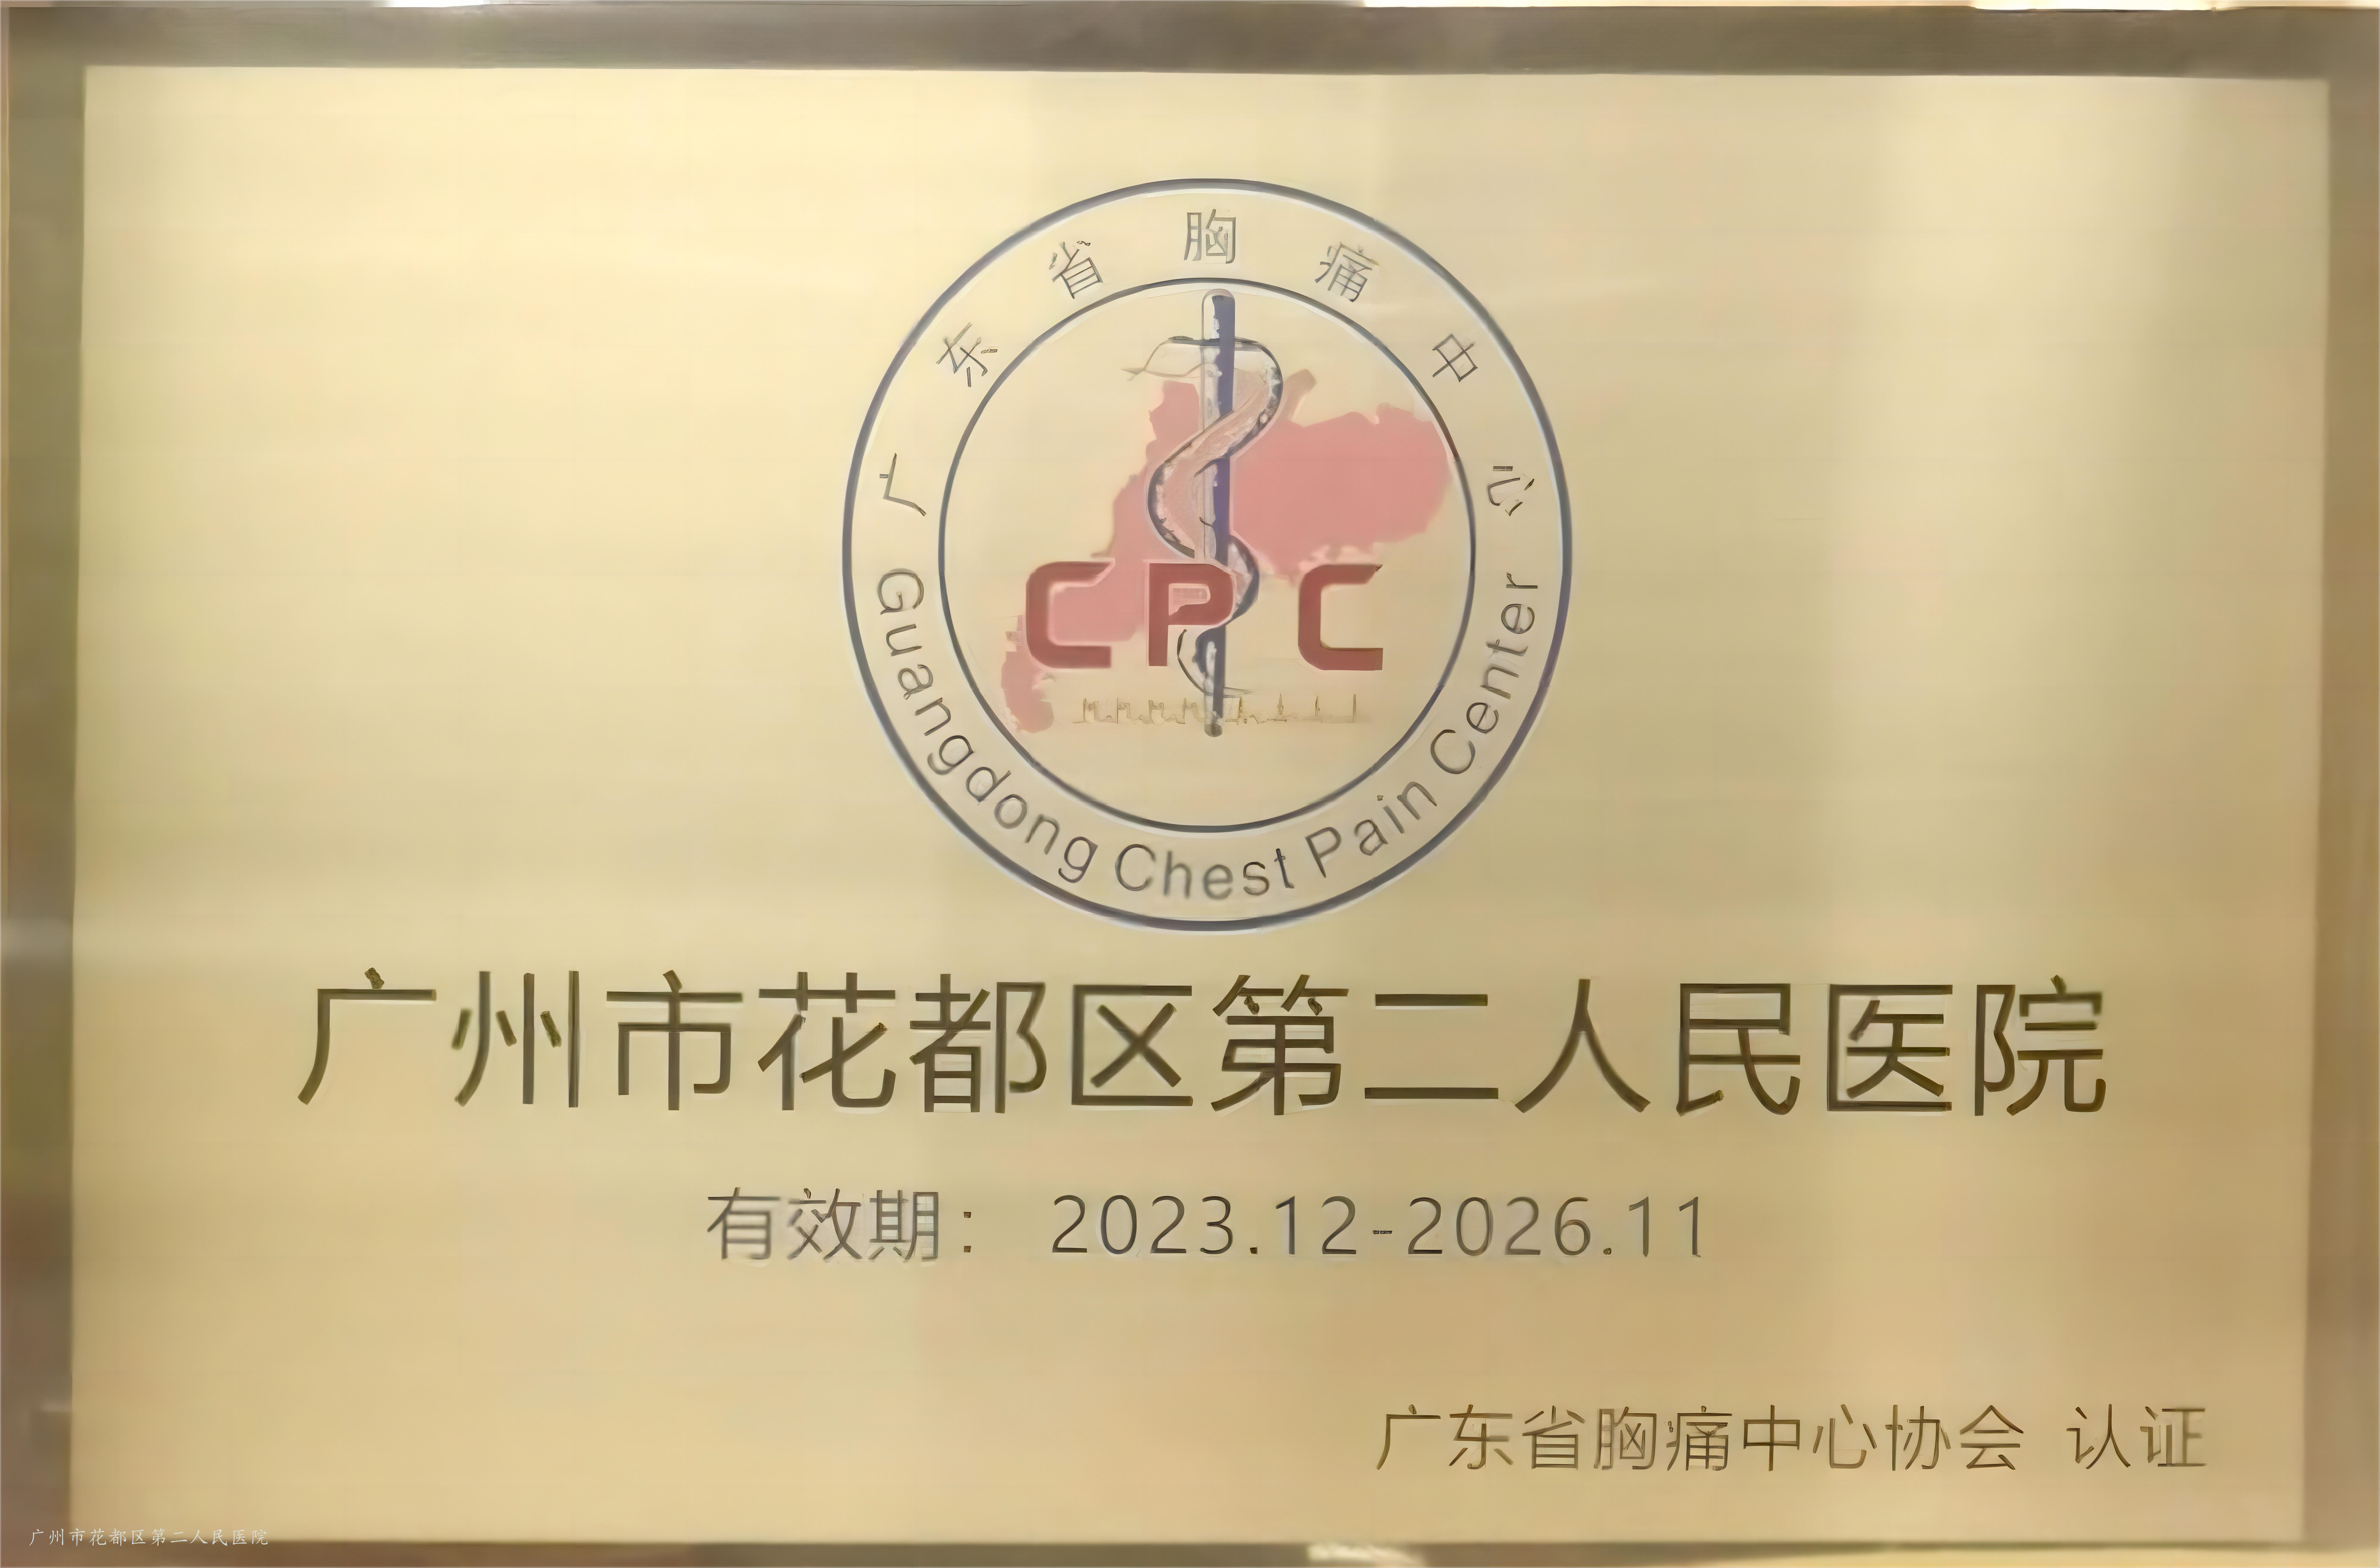 广东省胸痛中心
CPC
Guangdong Chest Pain Center
广州市花都区第二人民医院
有效期： 2023.12-2026.11
广东省胸痛中心协会 认证
广州市花都区第二人民医院